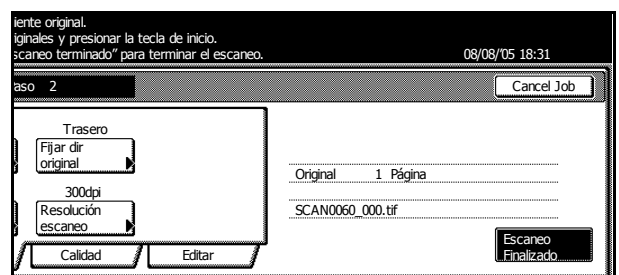 iente original.
iginales y presionar la tecla de inicio.
scaneo terminado” para terminar el escaneo.
08/08/'05 18:31
aso 2
Cancel Job
Trasero
Fijar dir
original
Original 1 Página
300dpi
Resolución
escaneo
SCAN0060_000.tif
Escaneo
Finalizado
Calidad
Editar